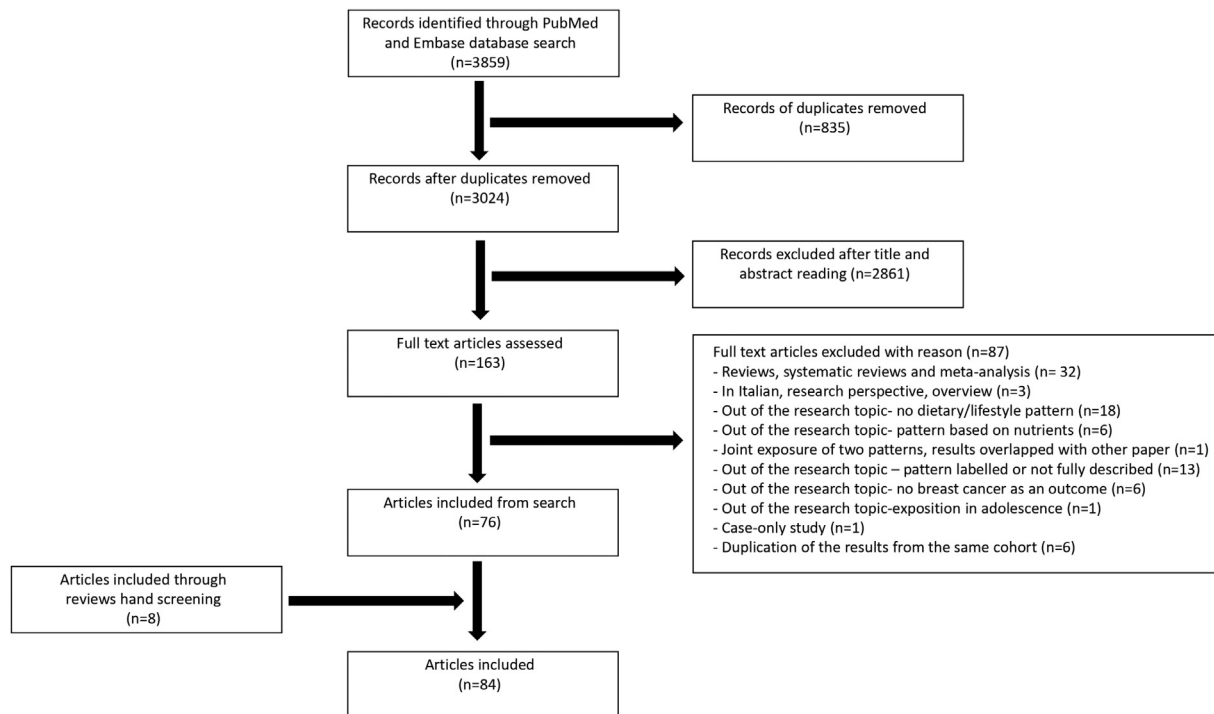 Records identified through PubMed
and Embase database search
(n=3859)
Records of duplicates removed
(n=835)
Records after duplicates removed
(n=3024)
Records excluded after title and
abstract reading (n=2861)
Full text articles assessed
(n=163)
Full text articles excluded with reason (n=87)
- Reviews, systematic reviews and meta-analysis (n= 32)
- In Italian, research perspective, overview (n=3)
- Out of the research topic- no dietary/lifestyle pattern (n=18)
- Out of the research topic- pattern based on nutrients (n=6)
- Joint exposure of two patterns, results overlapped with other paper (n=1)
- Out of the research topic – pattern labelled or not fully described (n=13)
- Out of the research topic- no breast cancer as an outcome (n=6)
- Out of the research topic-exposition in adolescence (n=1)
- Case-only study (n=1)
- Duplication of the results from the same cohort (n=6)
Articles included from search
(n=76)
Articles included through
reviews hand screening
(n=8)
Articles included
(n=84)